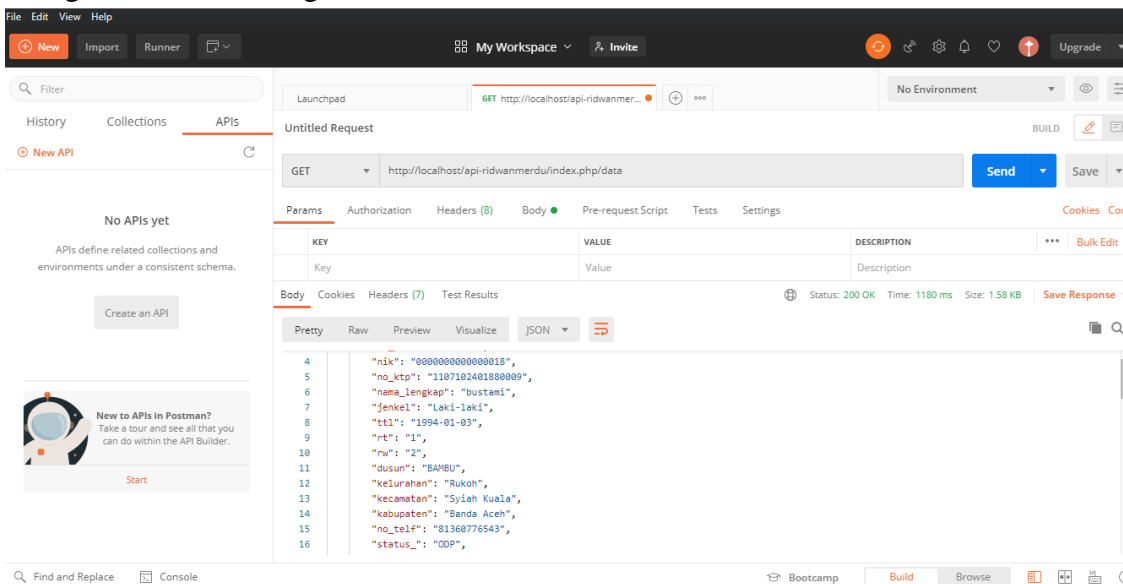 File Edit View Help
New Import Runner My Workspace Invite Upgrade
Filter
History Collections APIs
New API
No APIs yet
APIs define related collections and
environments under a consistent schema.
Create an API
New to APIs in Postman?
Take a tour and see all that you
can do within the API Builder.
Start
Launchpad GET http://localhost/api-ridwanmer... No Environment
Untitled Request BUILD
GET http://localhost/api-ridwanmerdu/index.php/data Send Save
Params Authorization Headers (8) Body Pre-request Script Tests Settings Cookies
KEY VALUE DESCRIPTION Bulk Edit
Key Value Description
Body Cookies Headers (7) Test Results Status: 200 OK Time: 1180 ms Size: 1.58 KB Save Response
Pretty Raw Preview Visualize JSON
4 "nik": "0000000000000018",
5 "no_ktp": "1107102401880009",
6 "nama_lengkap": "bustami",
7 "jenkel": "Laki-laki",
8 "ttl": "1994-01-03",
9 "rt": "1",
10 "rw": "2",
11 "dusun": "BAMBU",
12 "kelurahan": "Rukoh",
13 "kecamatan": "Syiah Kuala",
14 "kabupaten": "Banda Aceh",
15 "no_telf": "81360776543",
16 "status_": "ODP",
Find and Replace Console Bootcamp Build Browse